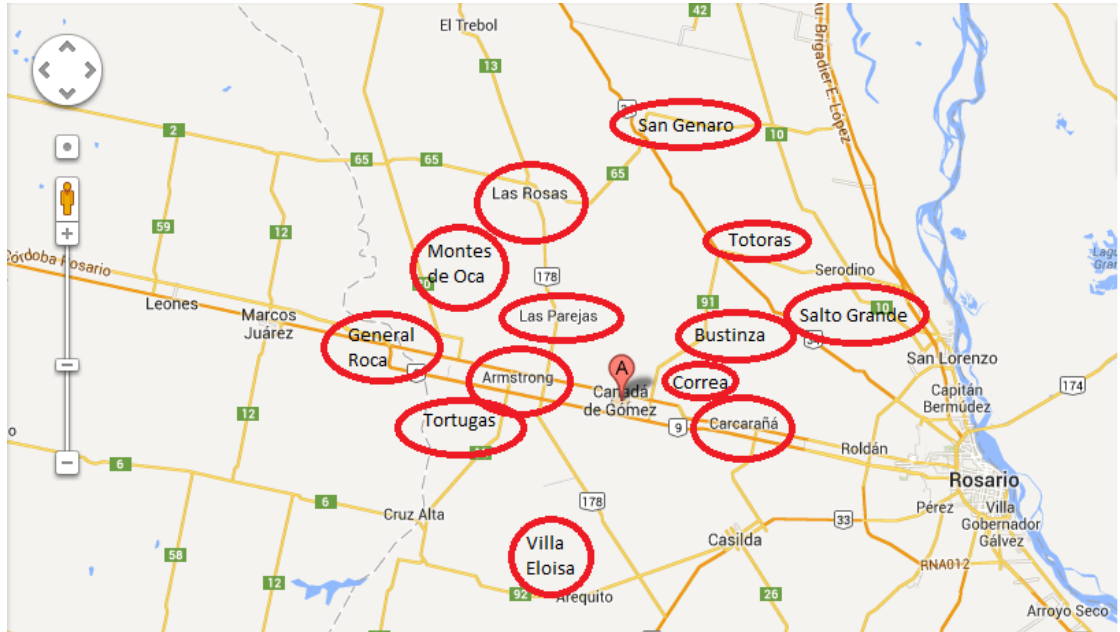 El Trebol
42
13
Au. Brigadier E. López
34
San Genaro
10
2
65
65
65
Las Rosas
59
12
Montes
de Oca
Totoras
Serodino
Córdoba Rosario
178
91
10
Leones
Marcos
Juárez
General
Roca
Las Parejas
Bustinza
Salto Grande
34
San Lorenzo
Armstrong
A
Cañada
de Gómez
Correa
Capitán
Bermúdez
174
12
Tortugas
9
Carcarañá
Roldán
6
6
178
Rosario
Cruz Alta
33
Pérez
Villa
Gobernador
Gálvez
Villa
Eloisa
Casilda
58
12
92
Arequito
26
RNA012
Arroyo Seco